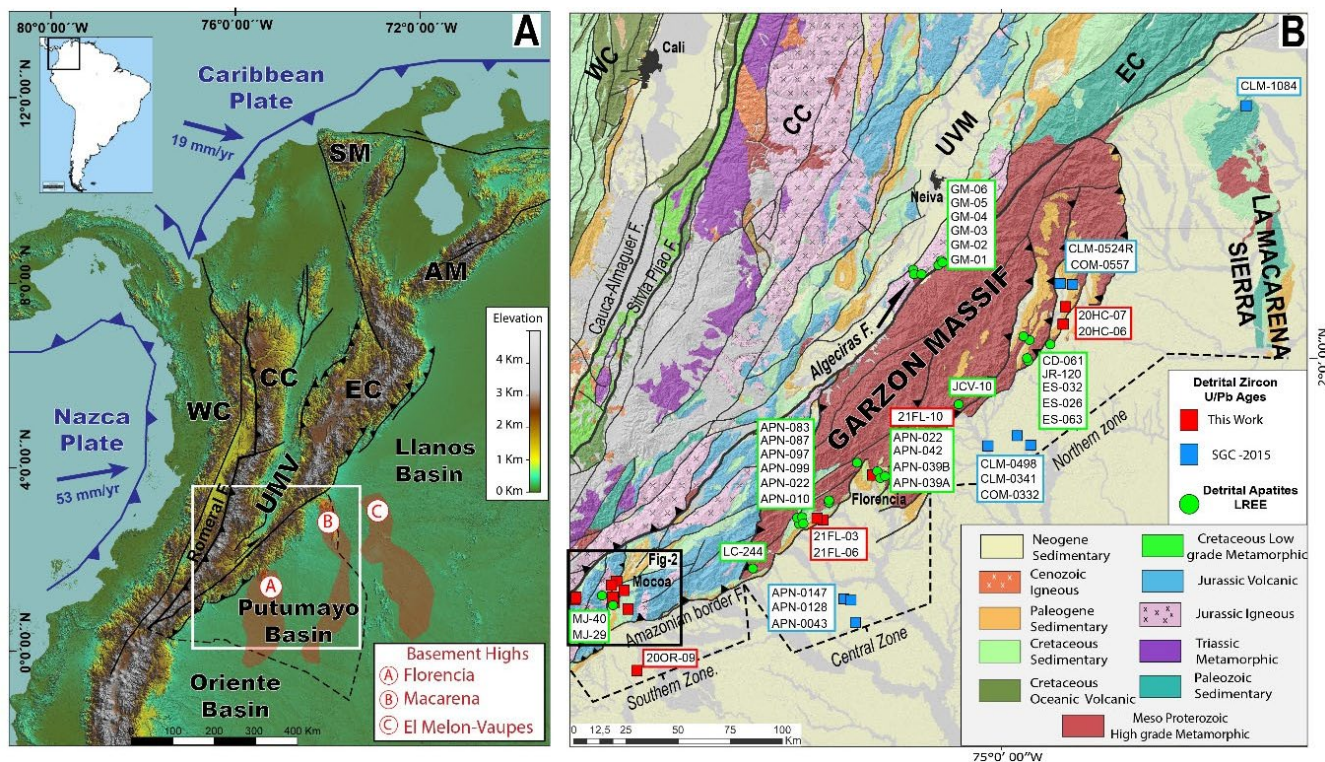 80°0'0´´W
76°0'0´´W
72°0'0´´W
A
Caribbean
Plate
19 mm/yr
12°0'0´´N
8°0'0´´N
4°0'0´´N
0°0'0´´N
SM
AM
CC
WC
EC
UMV
Romeral F.
Nazca
Plate
53 mm/yr
Llanos
Basin
Elevation
4 Km
3 Km
2 Km
1 Km
0 Km
B
C
A
Putumayo
Basin
Oriente
Basin
Basement Highs
A Florencia
B Macarena
C El Melon-Vaupes
0 100 200 300 400
Km
B
WC
Cali
CC
EC
UVM
Neiva
CLM-1084
GM-06
GM-05
GM-04
GM-03
GM-02
GM-01
Cauca-Almaguer F.
Silvia Pijao F.
Algeciras F.
GARZON MASSIF
LA MACARENA
SIERRA
CLM-0524R
COM-0557
20HC-07
20HC-06
CD-061
JR-120
ES-032
ES-026
ES-063
JCV-10
21FL-10
APN-083
APN-087
APN-097
APN-099
APN-022
APN-010
APN-022
APN-042
APN-039B
APN-039A
Florencia
CLM-0498
CLM-0341
COM-0332
Northern zone
21FL-03
21FL-06
LC-244
Fig-2
Mocoa
MJ-40
MJ-29
Amazonian border F.
APN-0147
APN-0128
APN-0043
Central Zone
20OR-09
Southern Zone.
0 12,5 25 50 75 100
Km
75°0'00´´W
2°0'00´´N
Detrital Zircon
U/Pb Ages
This Work
SGC -2015
Detrital Apatites
LREE
Neogene
Sedimentary
Cenozoic
Igneous
Paleogene
Sedimentary
Cretaceous
Sedimentary
Cretaceous
Oceanic Volcanic
Cretaceous Low
grade Metamorphic
Jurassic Volcanic
Jurassic Igneous
Triassic
Metamorphic
Paleozoic
Sedimentary
Meso Proterozoic
High grade Metamorphic